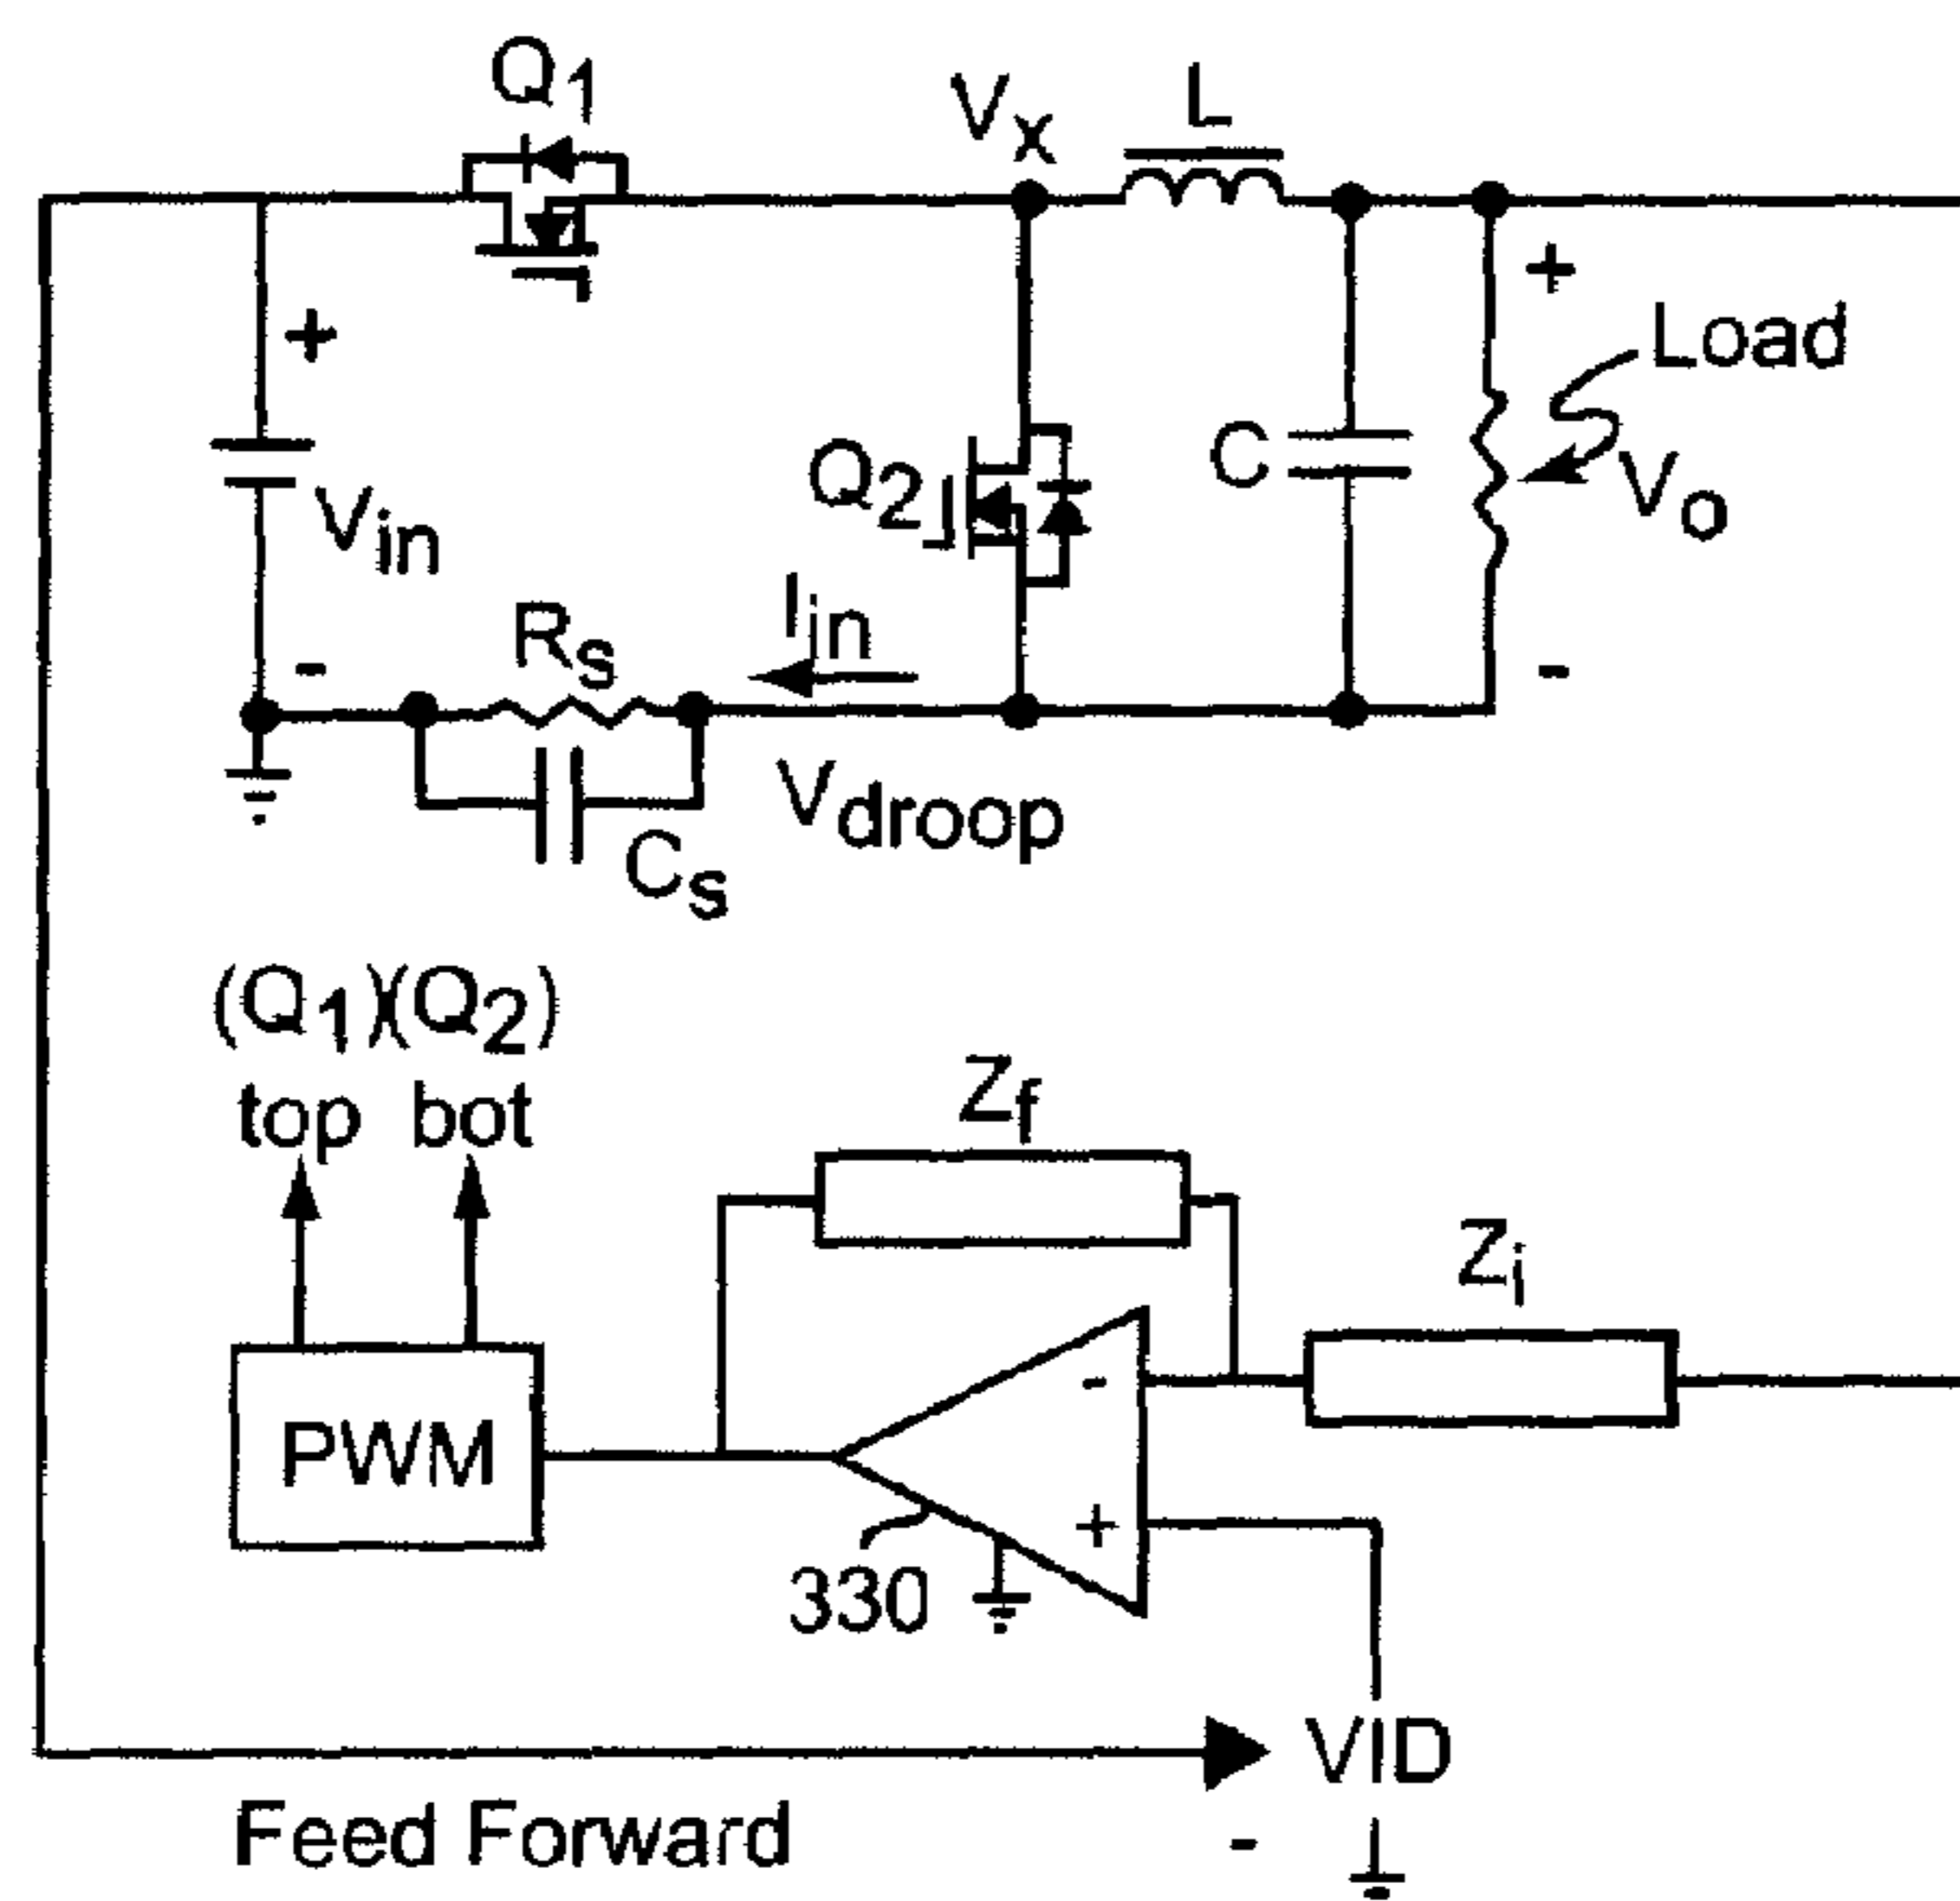 Q1
Vx
L
+
+
Load
Q2
C
Vo
Vin
Iin
Rs
-
-
Vdroop
Cs
(Q1)(Q2)
top bot
Zf
Zi
-
PWM
+
330
VID
Feed Forward
-